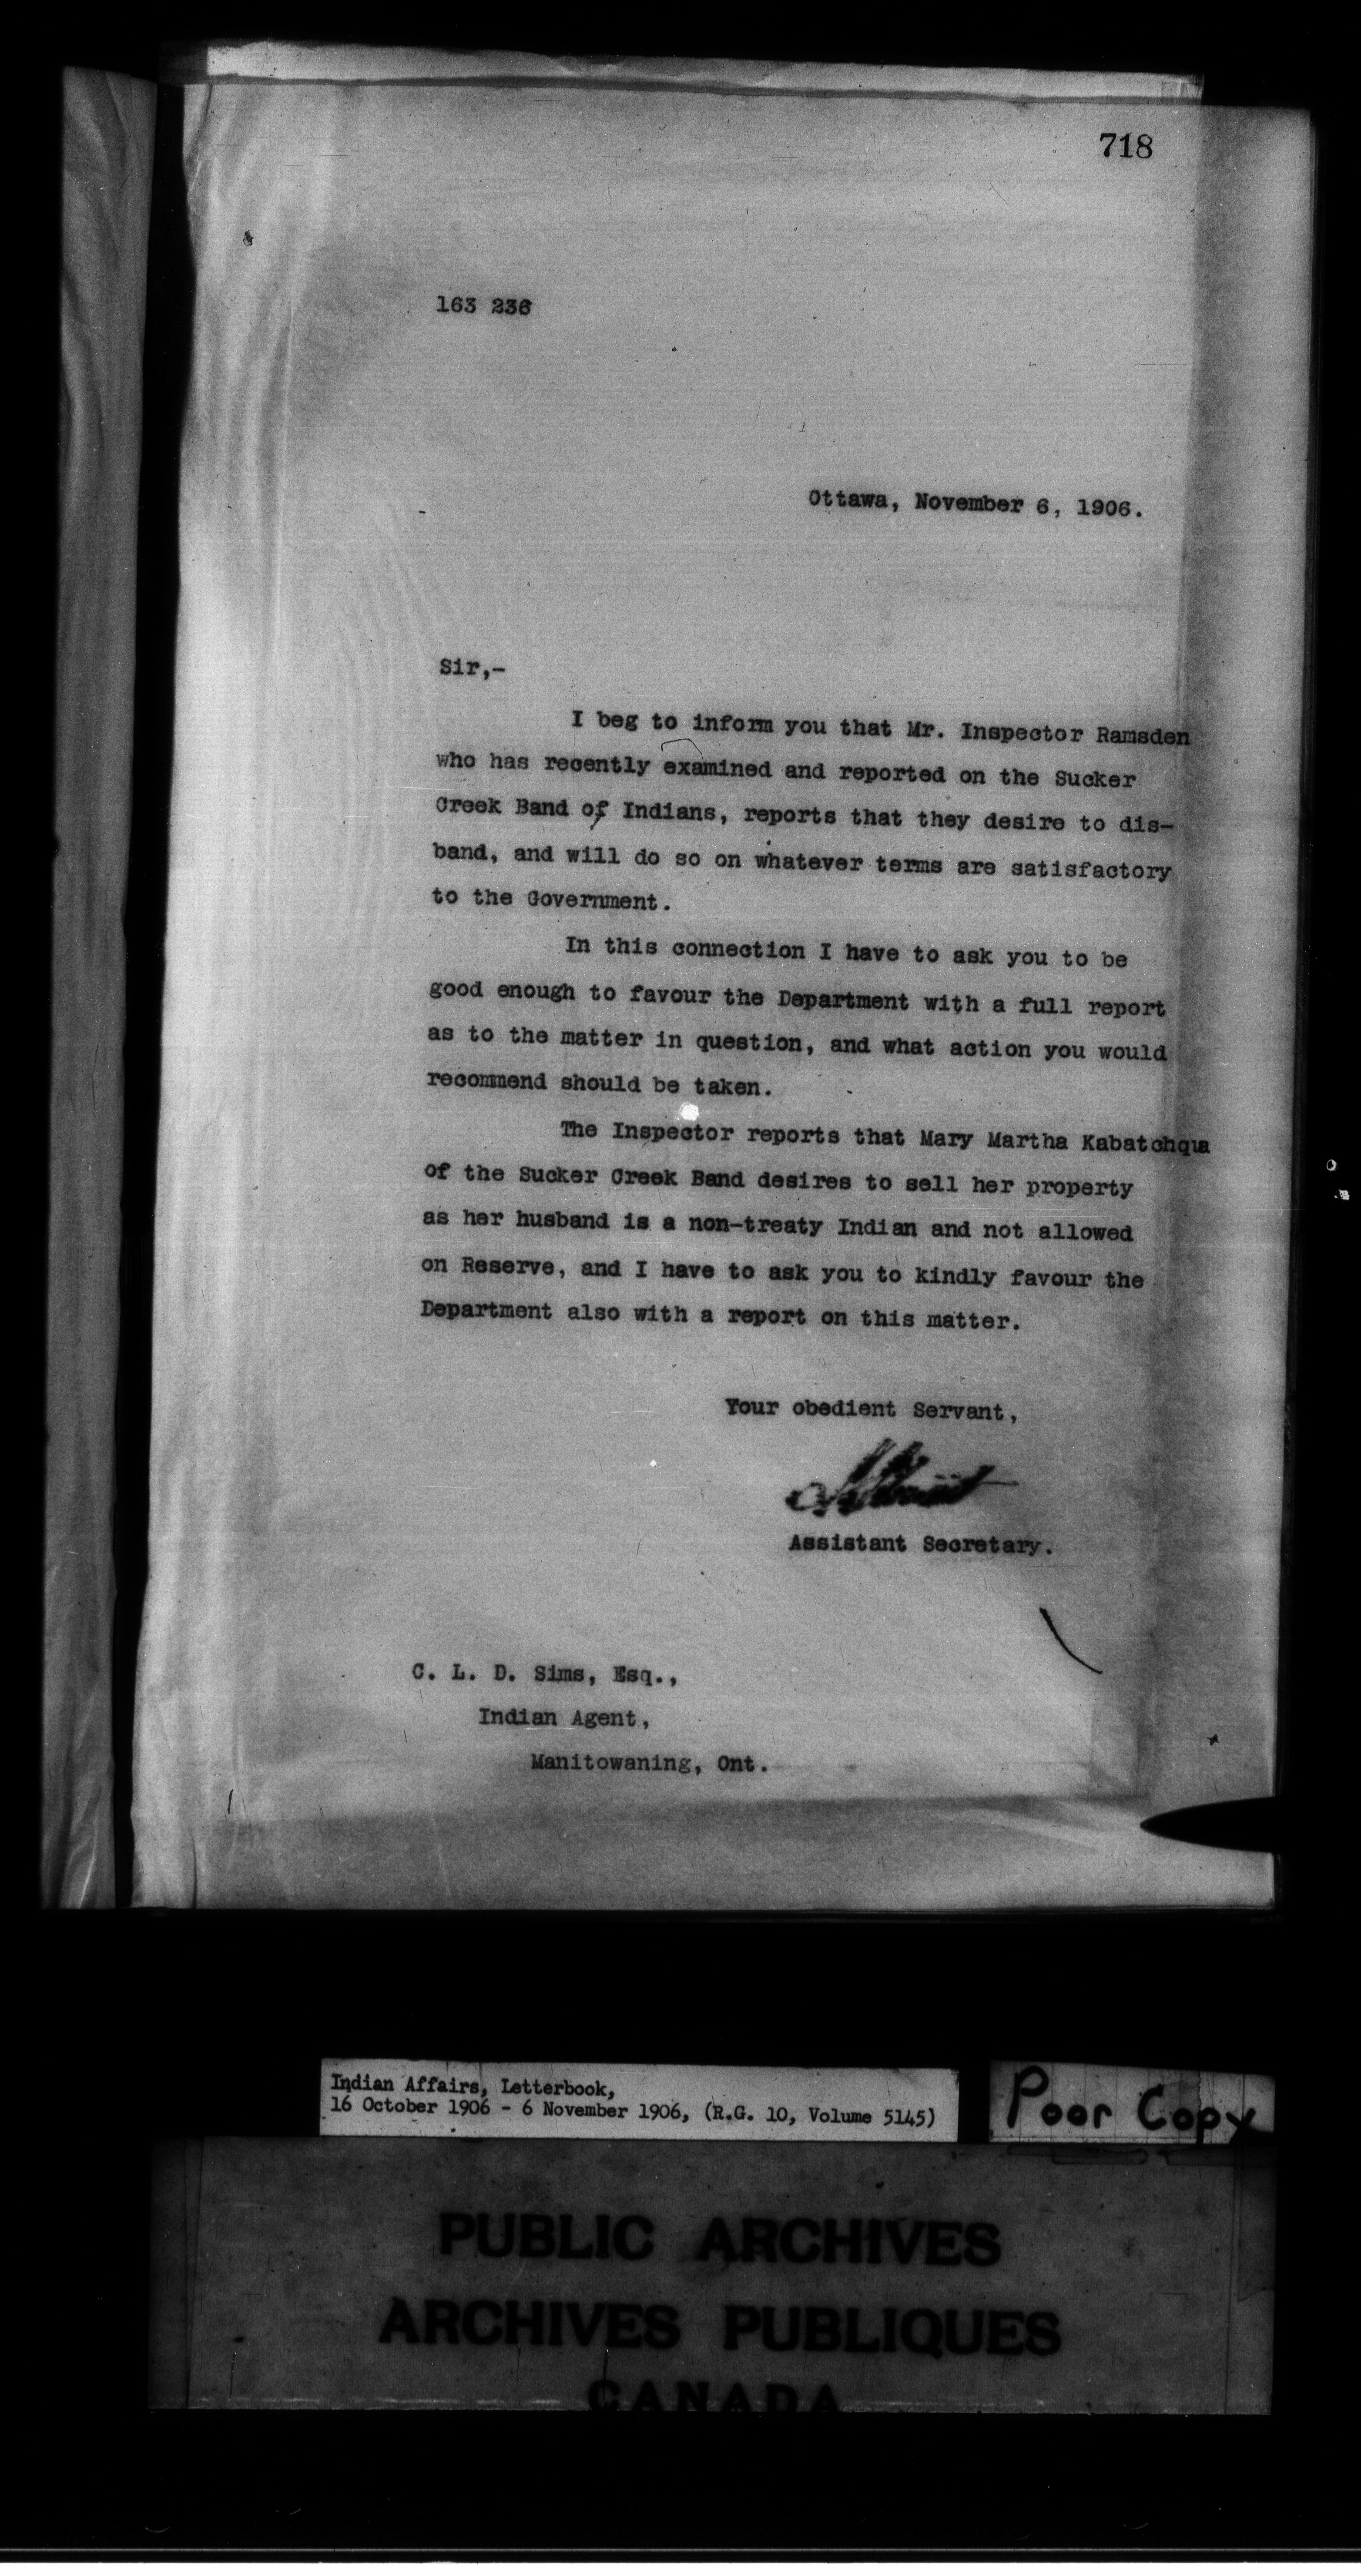 718
163 236
Ottawa, November 6, 1906.
Sir,-
I beg to inform you that Mr. Inspector Ramsden
who has recently examined and reported on the Sucker
Creek Band of Indians, reports that they desire to dis-
band, and will do so on whatever terms are satisfactory
to the Government.
In this connection I have to ask you to be
good enough to favour the Department with a full report
as to the matter in question, and what action you would
recommend should be taken.
The Inspector reports that Mary Martha Kabatchqua
of the Sucker Creek Band desires to sell her property
as her husband is a non-treaty Indian and not allowed
on Reserve, and I have to ask you to kindly favour the
Department also with a report on this matter.
Your obedient Servant,
Assistant Secretary.
C. L. D. Sims, Esq.,
Indian Agent,
Manitowaning, Ont.
Indian Affairs, Letterbook,
16 October 1906 - 6 November 1906, (R.G. 10, Volume 5145)
Poor Copy
PUBLIC ARCHIVES
ARCHIVES PUBLIQUES
CANADA